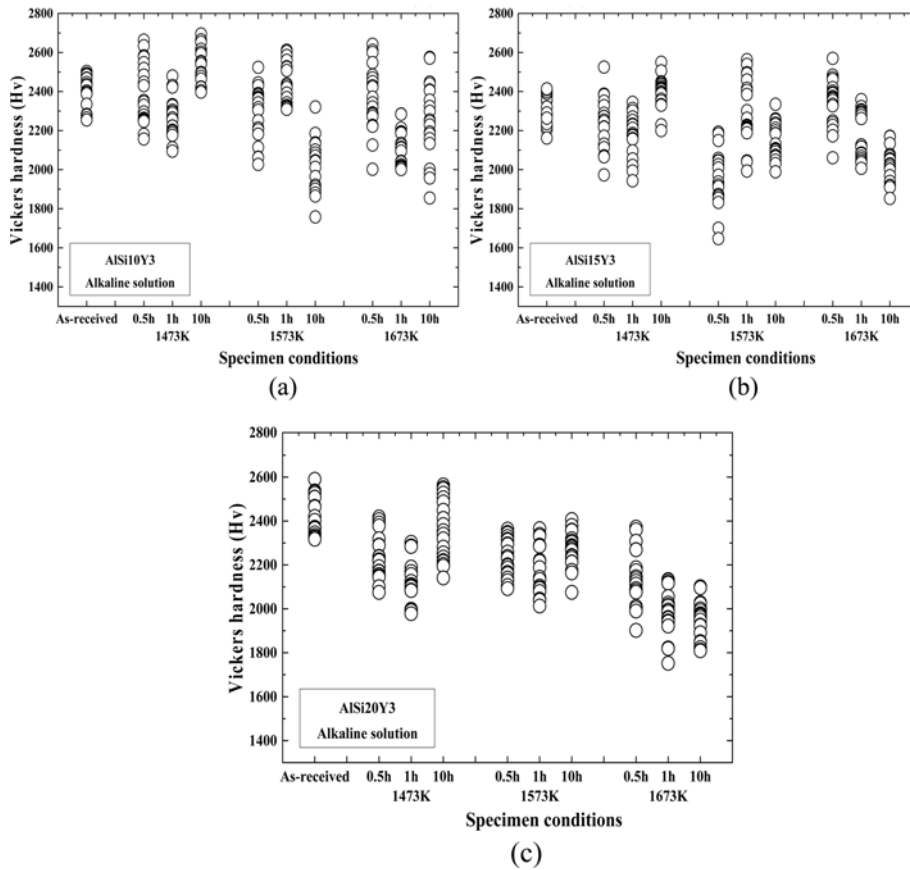 2800
2600
2400
2200
2000
1800
1600
1400
Vickers hardness (Hv)
AlSi10Y3
Alkaline solution
As-received 0.5h 1h 10h 0.5h 1h 10h 0.5h 1h 10h
1473K 1573K 1673K
Specimen conditions
(a)
2800
2600
2400
2200
2000
1800
1600
1400
Vickers hardness (Hv)
AlSi15Y3
Alkaline solution
As-received 0.5h 1h 10h 0.5h 1h 10h 0.5h 1h 10h
1473K 1573K 1673K
Specimen conditions
(b)
2800
2600
2400
2200
2000
1800
1600
1400
Vickers hardness (Hv)
AlSi20Y3
Alkaline solution
As-received 0.5h 1h 10h 0.5h 1h 10h 0.5h 1h 10h
1473K 1573K 1673K
Specimen conditions
(c)